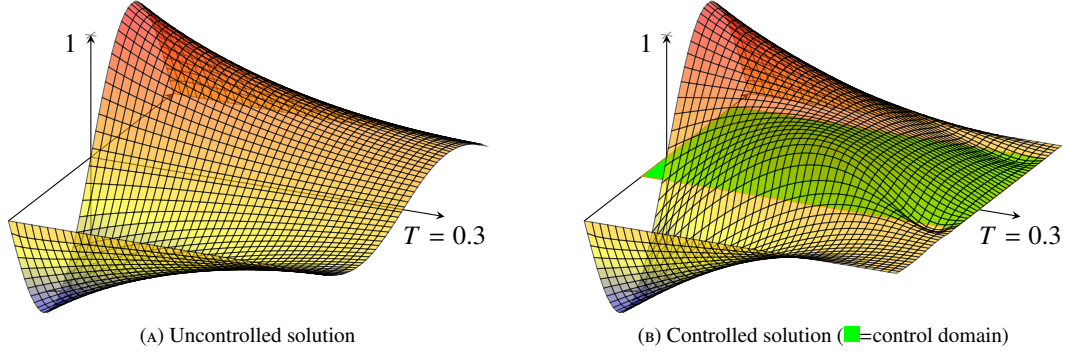 1
T = 0.3
(A) Uncontrolled solution
1
T = 0.3
(B) Controlled solution (=control domain)